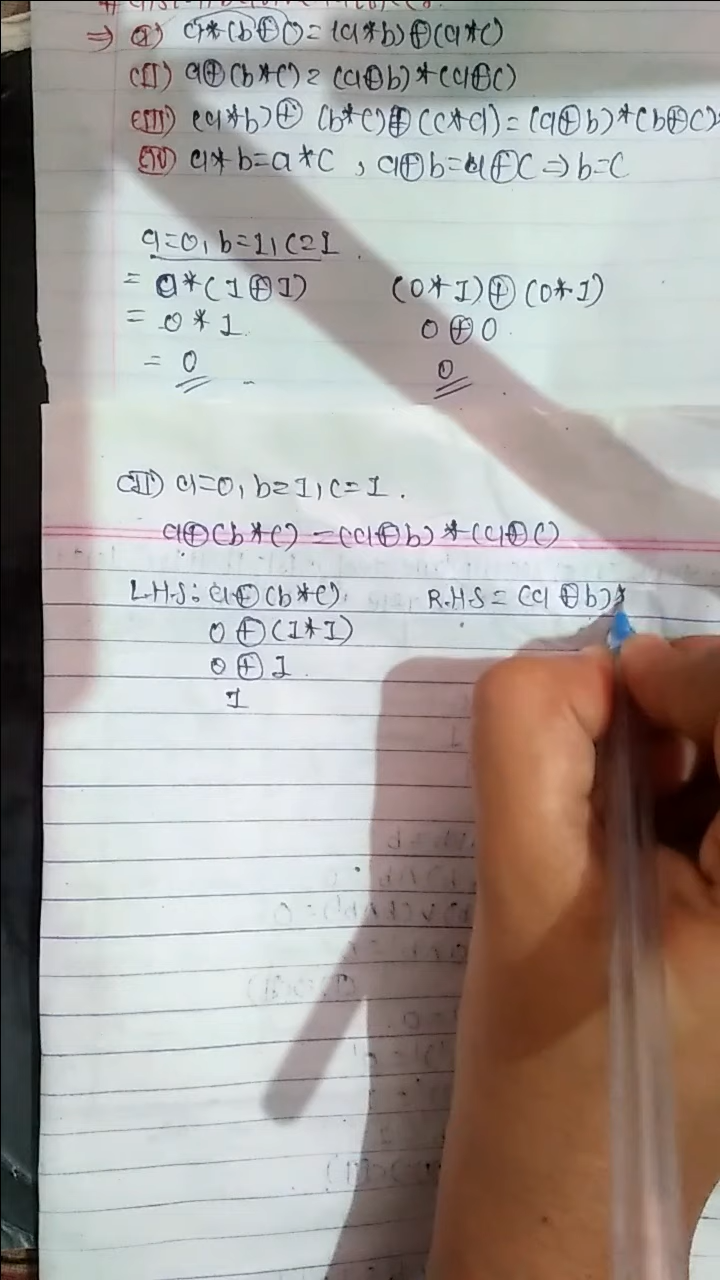 ⇒ (I) a*(b⊕c) = (a*b)⊕(a*c)
(II) a⊕(b*c) = (a⊕b)*(a⊕c)
(III) (a*b)⊕ (b*c)⊕(c*a) = (a⊕b)*(b⊕c)*
(IV) a*b=a*c , a⊕b=a⊕c ⇒ b=c
a=0, b=1, c=1
= a*(1⊕1) (0*1)⊕(0*1)
= 0*1 0⊕0
= 0 0
(II) a=0, b=1, c=1.
a⊕(b*c) = (a⊕b)*(a⊕c)
L.H.S: a⊕(b*c). R.H.S = (a⊕b)*
0⊕(1*1)
0⊕1
1